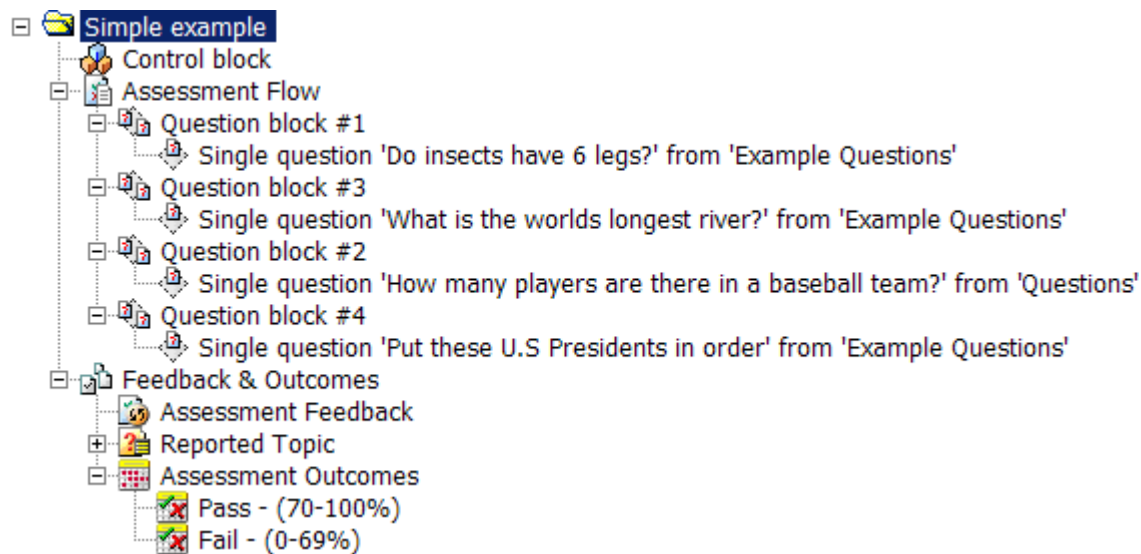 Simple example
Control block
Assessment Flow
Question block #1
Single question 'Do insects have 6 legs?' from 'Example Questions'
Question block #3
Single question 'What is the worlds longest river?' from 'Example Questions'
Question block #2
Single question 'How many players are there in a baseball team?' from 'Questions'
Question block #4
Single question 'Put these U.S Presidents in order' from 'Example Questions'
Feedback & Outcomes
Assessment Feedback
Reported Topic
Assessment Outcomes
Pass - (70-100%)
Fail - (0-69%)